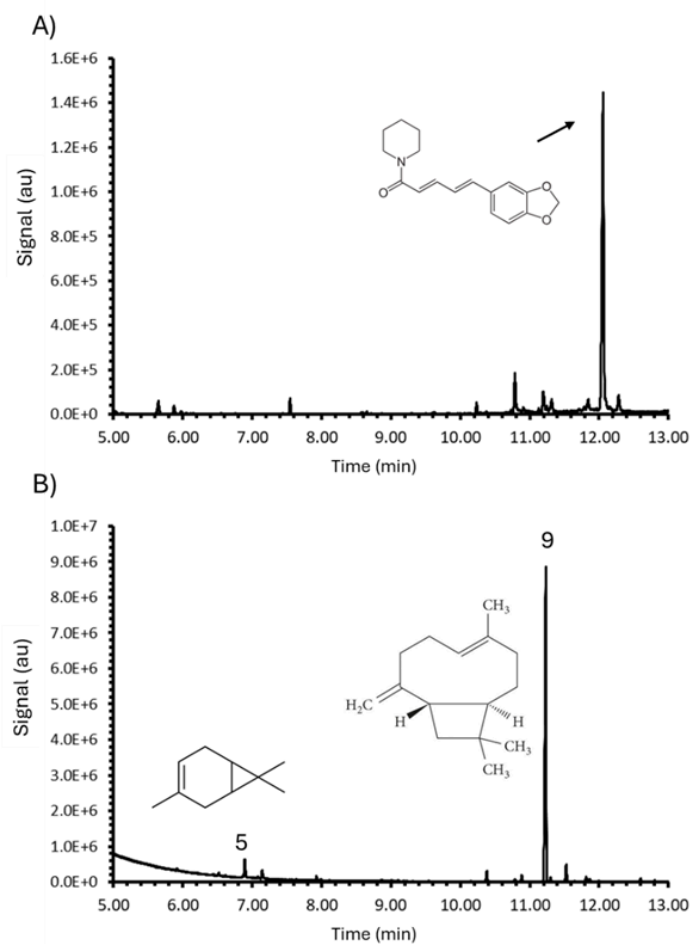 A)
1.6E+6
1.4E+6
1.2E+6
1.0E+6
8.0E+5
6.0E+5
4.0E+5
2.0E+5
0.0E+0
Signal (au)
N
O
O
O
5.00 6.00 7.00 8.00 9.00 10.00 11.00 12.00 13.00
Time (min)
B)
1.0E+7
9.0E+6
8.0E+6
7.0E+6
6.0E+6
5.0E+6
4.0E+6
3.0E+6
2.0E+6
1.0E+6
0.0E+0
Signal (au)
9
CH3
H2C
H H
CH3
CH3
5
5.00 6.00 7.00 8.00 9.00 10.00 11.00 12.00 13.00
Time (min)